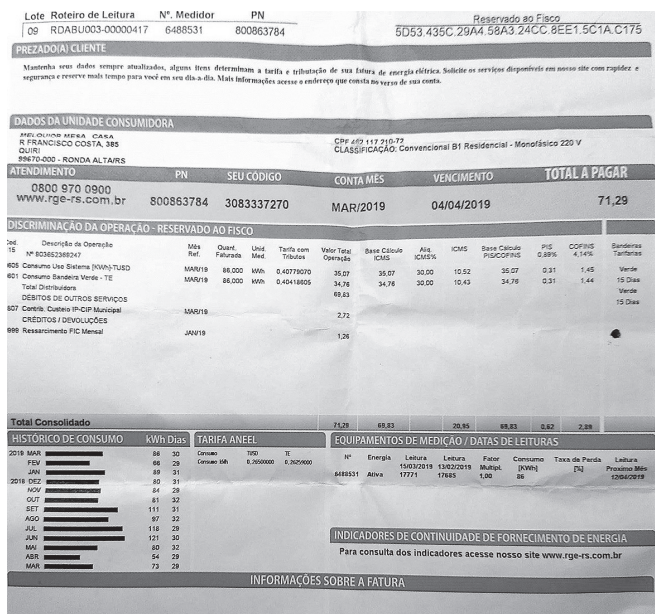 Lote Roteiro de Leitura Nº. Medidor PN Reservado ao Fisco
09 RDABU003-00000417 6488531 800863784 5D53.435C.29A4.58A3.24CC.8EE1.5C1A.C175
PREZADO(A) CLIENTE
Mantenha seus dados sempre atualizados, alguns itens determinam a tarifa e tributação de sua fatura de energia elétrica. Solicite os serviços disponíveis em nosso site com rapidez e
segurança e reserve mais tempo para você em seu dia-a-dia. Mais informações acesse o endereço que consta no verso de sua conta.
DADOS DA UNIDADE CONSUMIDORA
MELQUIOR MESA CASA
R FRANCISCO COSTA, 385
QUIRI
99670-000 - RONDA ALTA/RS
CPF 117 210-72
CLASSIFICAÇÃO: Convencional B1 Residencial - Monofásico 220 V
ATENDIMENTO PN SEU CÓDIGO CONTA MÊS VENCIMENTO TOTAL A PAGAR
0800 970 0900
www.rge-rs.com.br 800863784 3083337270 MAR/2019 04/04/2019 71,29
DISCRIMINAÇÃO DA OPERAÇÃO - RESERVADO AO FISCO
Cod. Descrição da Operação Mês Quant. Unid. Tarifa com Valor Total Base Cálculo Aliq. ICMS Base Cálculo PIS COFINS Bandeiras
15 Nº 803652389247 Ref. Faturada Med. Tributos Operação ICMS ICMS% PIS/COFINS 0,89% 4,14% Tarifárias
0605 Consumo Uso Sistema [KWh]-TUSD MAR/19 86,000 kWh 0,40779070 35,07 35,07 30,00 10,52 35,07 0,31 1,45 Verde
0601 Consumo Bandeira Verde - TE MAR/19 86,000 kWh 0,40418605 34,76 34,76 30,00 10,43 34,76 0,31 1,44 15 Dias
Total Distribuidora 69,83 Verde
DÉBITOS DE OUTROS SERVIÇOS 15 Dias
0807 Contrib. Custeio IP-CIP Municipal MAR/19 2,72
CRÉDITOS / DEVOLUÇÕES
0999 Ressarcimento FIC Mensal JAN/19 1,26
Total Consolidado 71,29 69,83 20,95 69,83 0,62 2,89
HISTÓRICO DE CONSUMO kWh Dias
2019 MAR 86 30
FEV 66 29
JAN 89 31
2018 DEZ 80 31
NOV 84 29
OUT 81 32
SET 111 31
AGO 97 32
JUL 118 29
JUN 121 30
MAI 80 32
ABR 54 29
MAR 73 29
TARIFA ANEEL
Consumo TUSD TE
Consumo kWh 0,26500000 0,26259000
EQUIPAMENTOS DE MEDIÇÃO / DATAS DE LEITURAS
Nº Energia Leitura Leitura Fator Consumo Taxa de Perda Leitura
15/03/2019 13/02/2019 Multipl. [KWh] [%] Proximo Mês
6488531 Ativa 17771 17685 1,00 86 12/04/2019
INDICADORES DE CONTINUIDADE DE FORNECIMENTO DE ENERGIA
Para consulta dos indicadores acesse nosso site www.rge-rs.com.br
INFORMAÇÕES SOBRE A FATURA